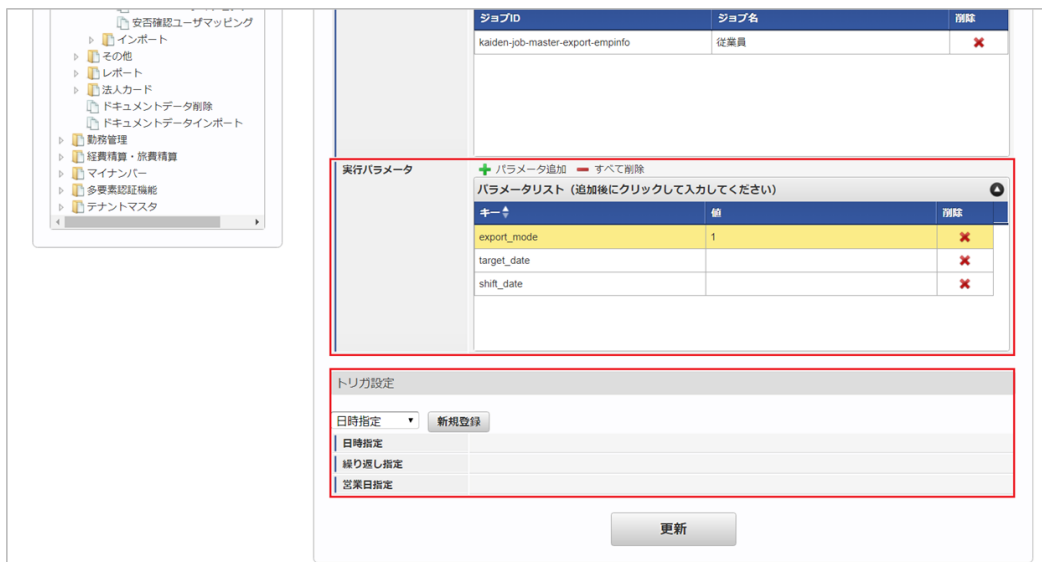 安否確認ユーザマッピング
インポート
その他
レポート
法人カード
ドキュメントデータ削除
ドキュメントデータインポート
勤務管理
経費精算・旅費精算
マイナンバー
多要素認証機能
テナントマスタ
ジョブID ジョブ名 削除
kaiden-job-master-export-empinfo 従業員
実行パラメータ
パラメータ追加 すべて削除
パラメータリスト（追加後にクリックして入力してください）
キー 値 削除
export_mode 1
target_date
shift_date
トリガ設定
日時指定 新規登録
日時指定
繰り返し指定
営業日指定
更新